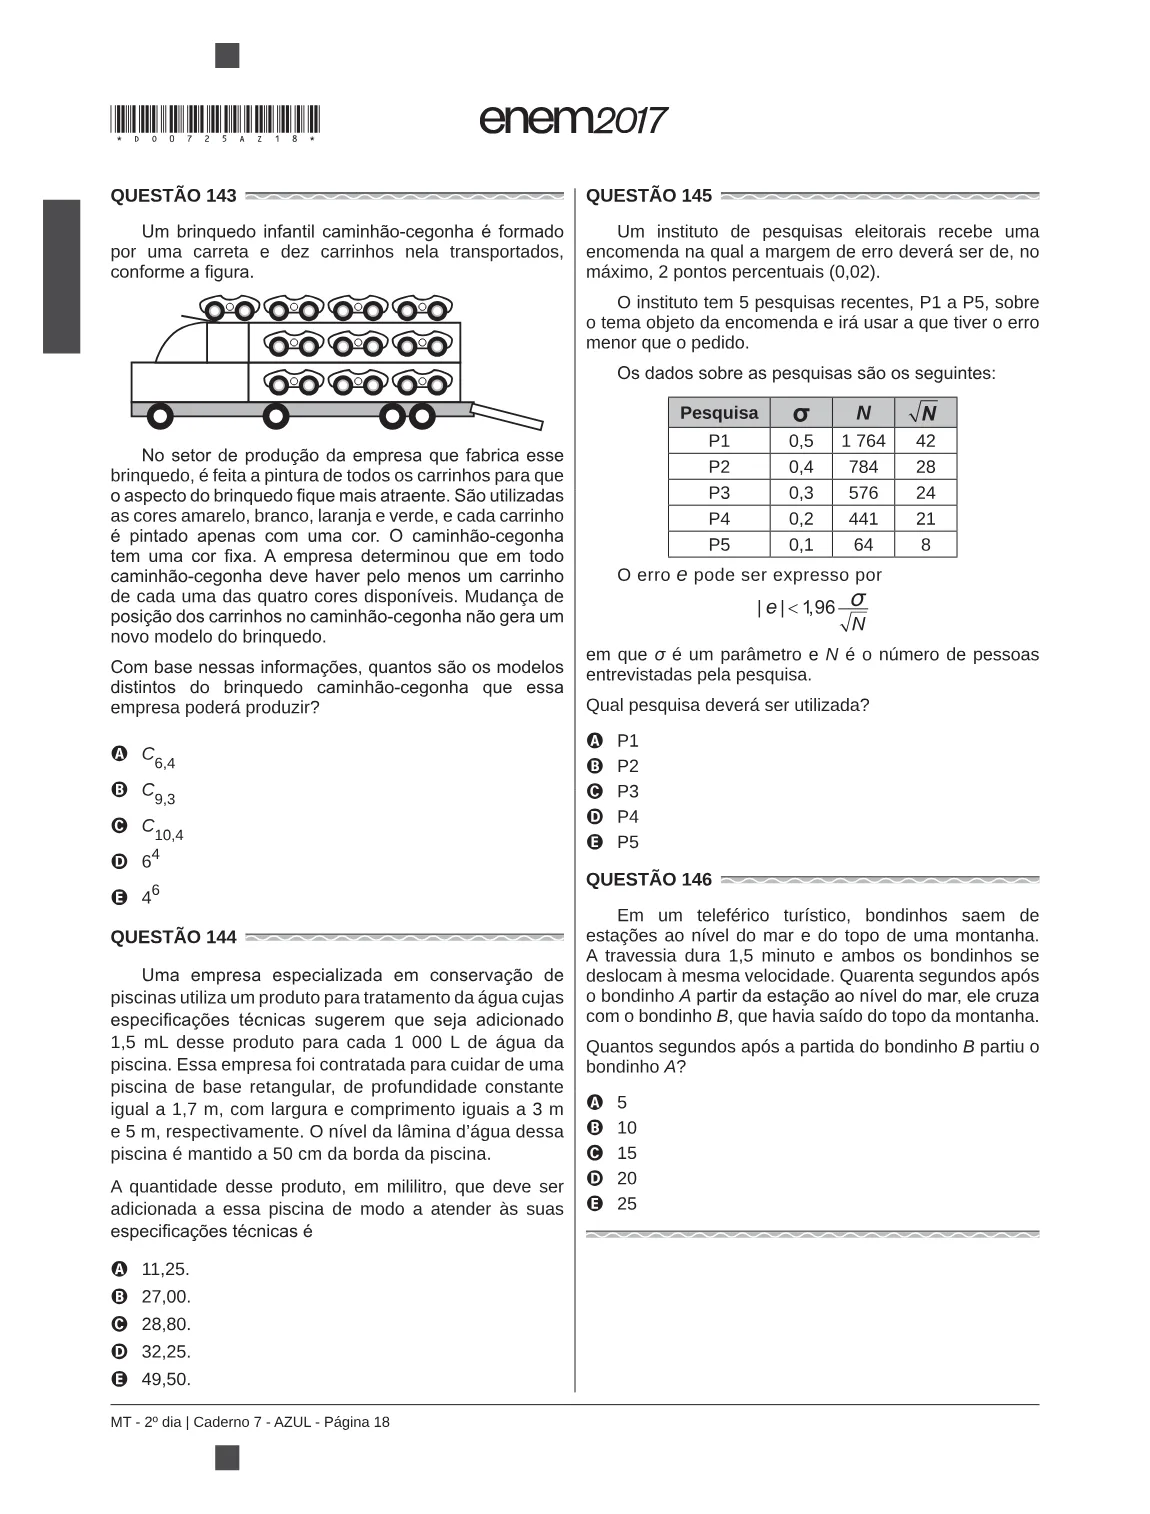 *D0725AZ18*
enem2017
QUESTÃO 143
Um brinquedo infantil caminhão-cegonha é formado
por uma carreta e dez carrinhos nela transportados,
conforme a figura.
No setor de produção da empresa que fabrica esse
brinquedo, é feita a pintura de todos os carrinhos para que
o aspecto do brinquedo fique mais atraente. São utilizadas
as cores amarelo, branco, laranja e verde, e cada carrinho
é pintado apenas com uma cor. O caminhão-cegonha
tem uma cor fixa. A empresa determinou que em todo
caminhão-cegonha deve haver pelo menos um carrinho
de cada uma das quatro cores disponíveis. Mudança de
posição dos carrinhos no caminhão-cegonha não gera um
novo modelo do brinquedo.
Com base nessas informações, quantos são os modelos
distintos do brinquedo caminhão-cegonha que essa
empresa poderá produzir?
A C6,4
B C9,3
C C10,4
D 6⁴
E 4⁶
QUESTÃO 144
Uma empresa especializada em conservação de
piscinas utiliza um produto para tratamento da água cujas
especificações técnicas sugerem que seja adicionado
1,5 mL desse produto para cada 1 000 L de água da
piscina. Essa empresa foi contratada para cuidar de uma
piscina de base retangular, de profundidade constante
igual a 1,7 m, com largura e comprimento iguais a 3 m
e 5 m, respectivamente. O nível da lâmina d’água dessa
piscina é mantido a 50 cm da borda da piscina.
A quantidade desse produto, em mililitro, que deve ser
adicionada a essa piscina de modo a atender às suas
especificações técnicas é
A 11,25.
B 27,00.
C 28,80.
D 32,25.
E 49,50.
QUESTÃO 145
Um instituto de pesquisas eleitorais recebe uma
encomenda na qual a margem de erro deverá ser de, no
máximo, 2 pontos percentuais (0,02).
O instituto tem 5 pesquisas recentes, P1 a P5, sobre
o tema objeto da encomenda e irá usar a que tiver o erro
menor que o pedido.
Os dados sobre as pesquisas são os seguintes:
Pesquisa σ N √N
P1 0,5 1 764 42
P2 0,4 784 28
P3 0,3 576 24
P4 0,2 441 21
P5 0,1 64 8
O erro e pode ser expresso por
|e| < 1,96 σ/√N
em que σ é um parâmetro e N é o número de pessoas
entrevistadas pela pesquisa.
Qual pesquisa deverá ser utilizada?
A P1
B P2
C P3
D P4
E P5
QUESTÃO 146
Em um teleférico turístico, bondinhos saem de
estações ao nível do mar e do topo de uma montanha.
A travessia dura 1,5 minuto e ambos os bondinhos se
deslocam à mesma velocidade. Quarenta segundos após
o bondinho A partir da estação ao nível do mar, ele cruza
com o bondinho B, que havia saído do topo da montanha.
Quantos segundos após a partida do bondinho B partiu o
bondinho A?
A 5
B 10
C 15
D 20
E 25
MT - 2º dia | Caderno 7 - AZUL - Página 18